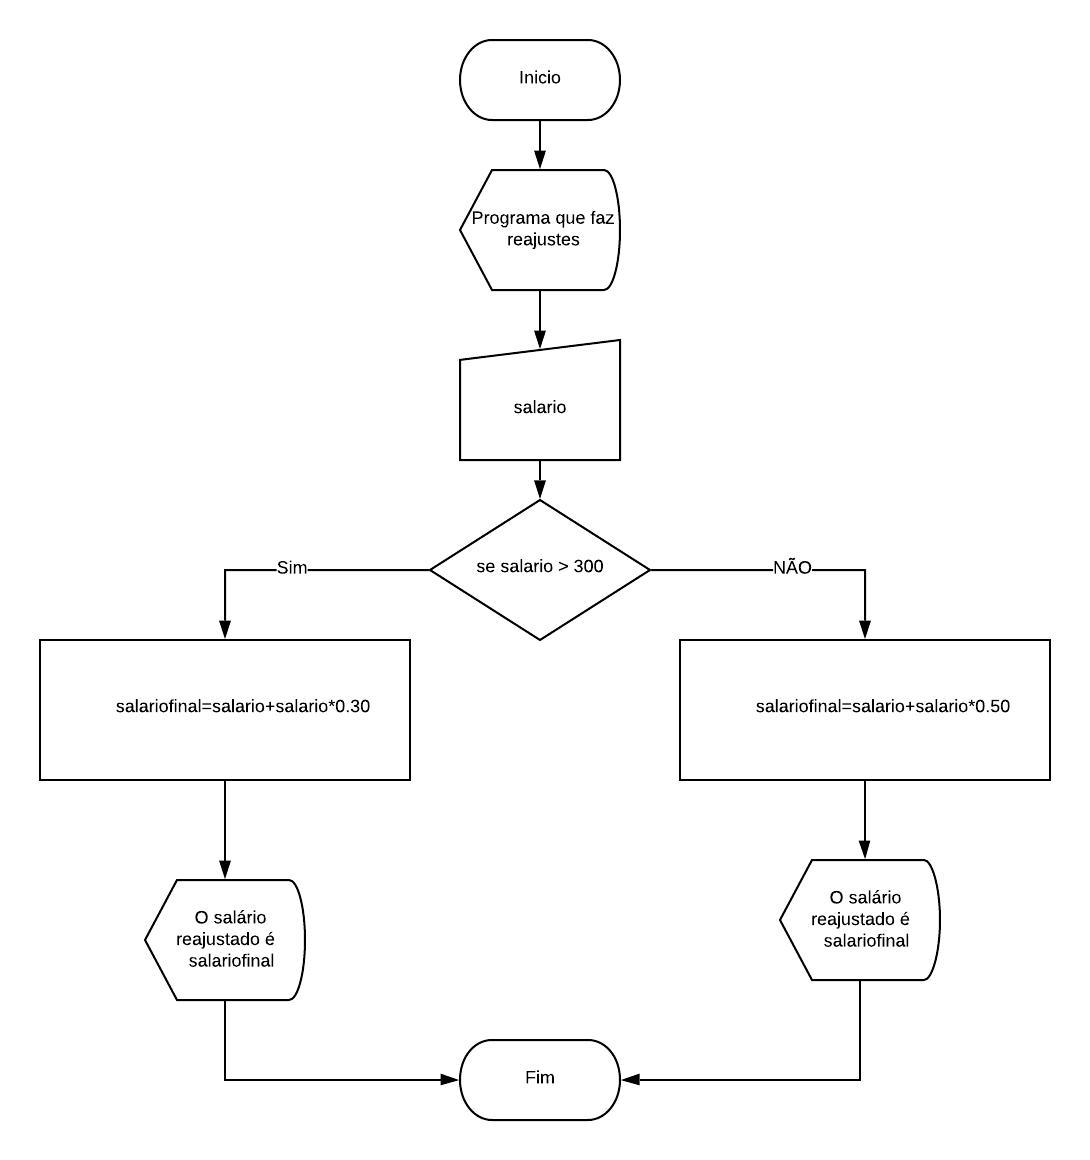 Inicio
Programa que faz
reajustes
salario
se salario > 300
Sim
NÃO
salariofinal=salario+salario*0.30
salariofinal=salario+salario*0.50
O salário
reajustado é
salariofinal
O salário
reajustado é
salariofinal
Fim